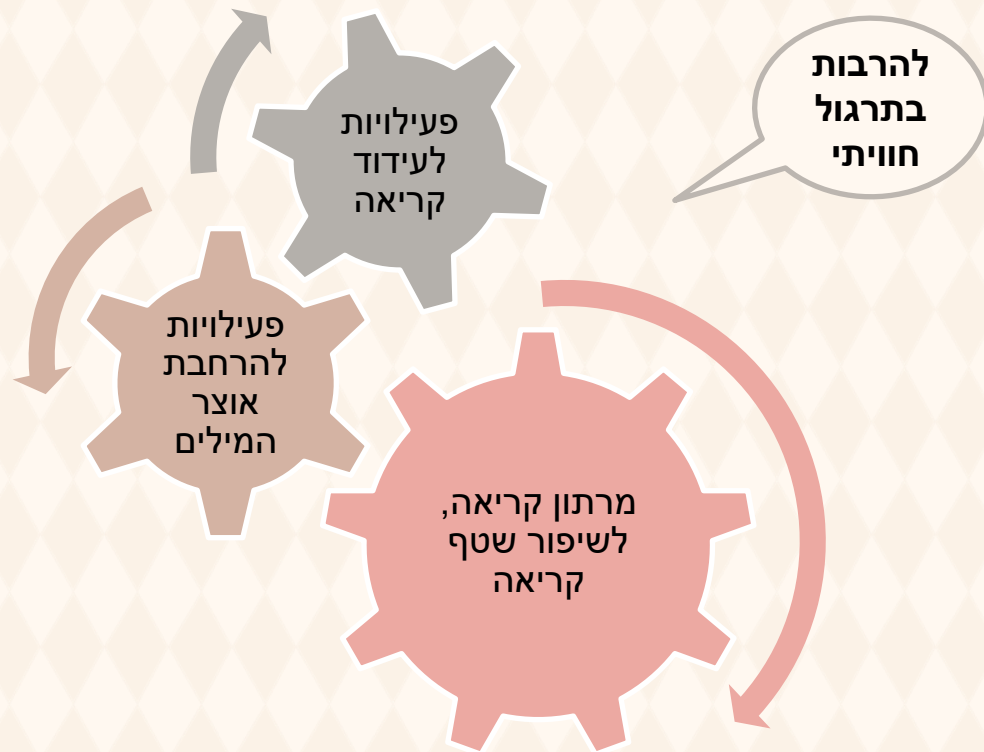 להרבות
בתרגול
חוויתי
פעילויות
לעידוד
קריאה
פעילויות
להרחבת
אוצר
המילים
מרתון קריאה,
לשיפור שטף
קריאה